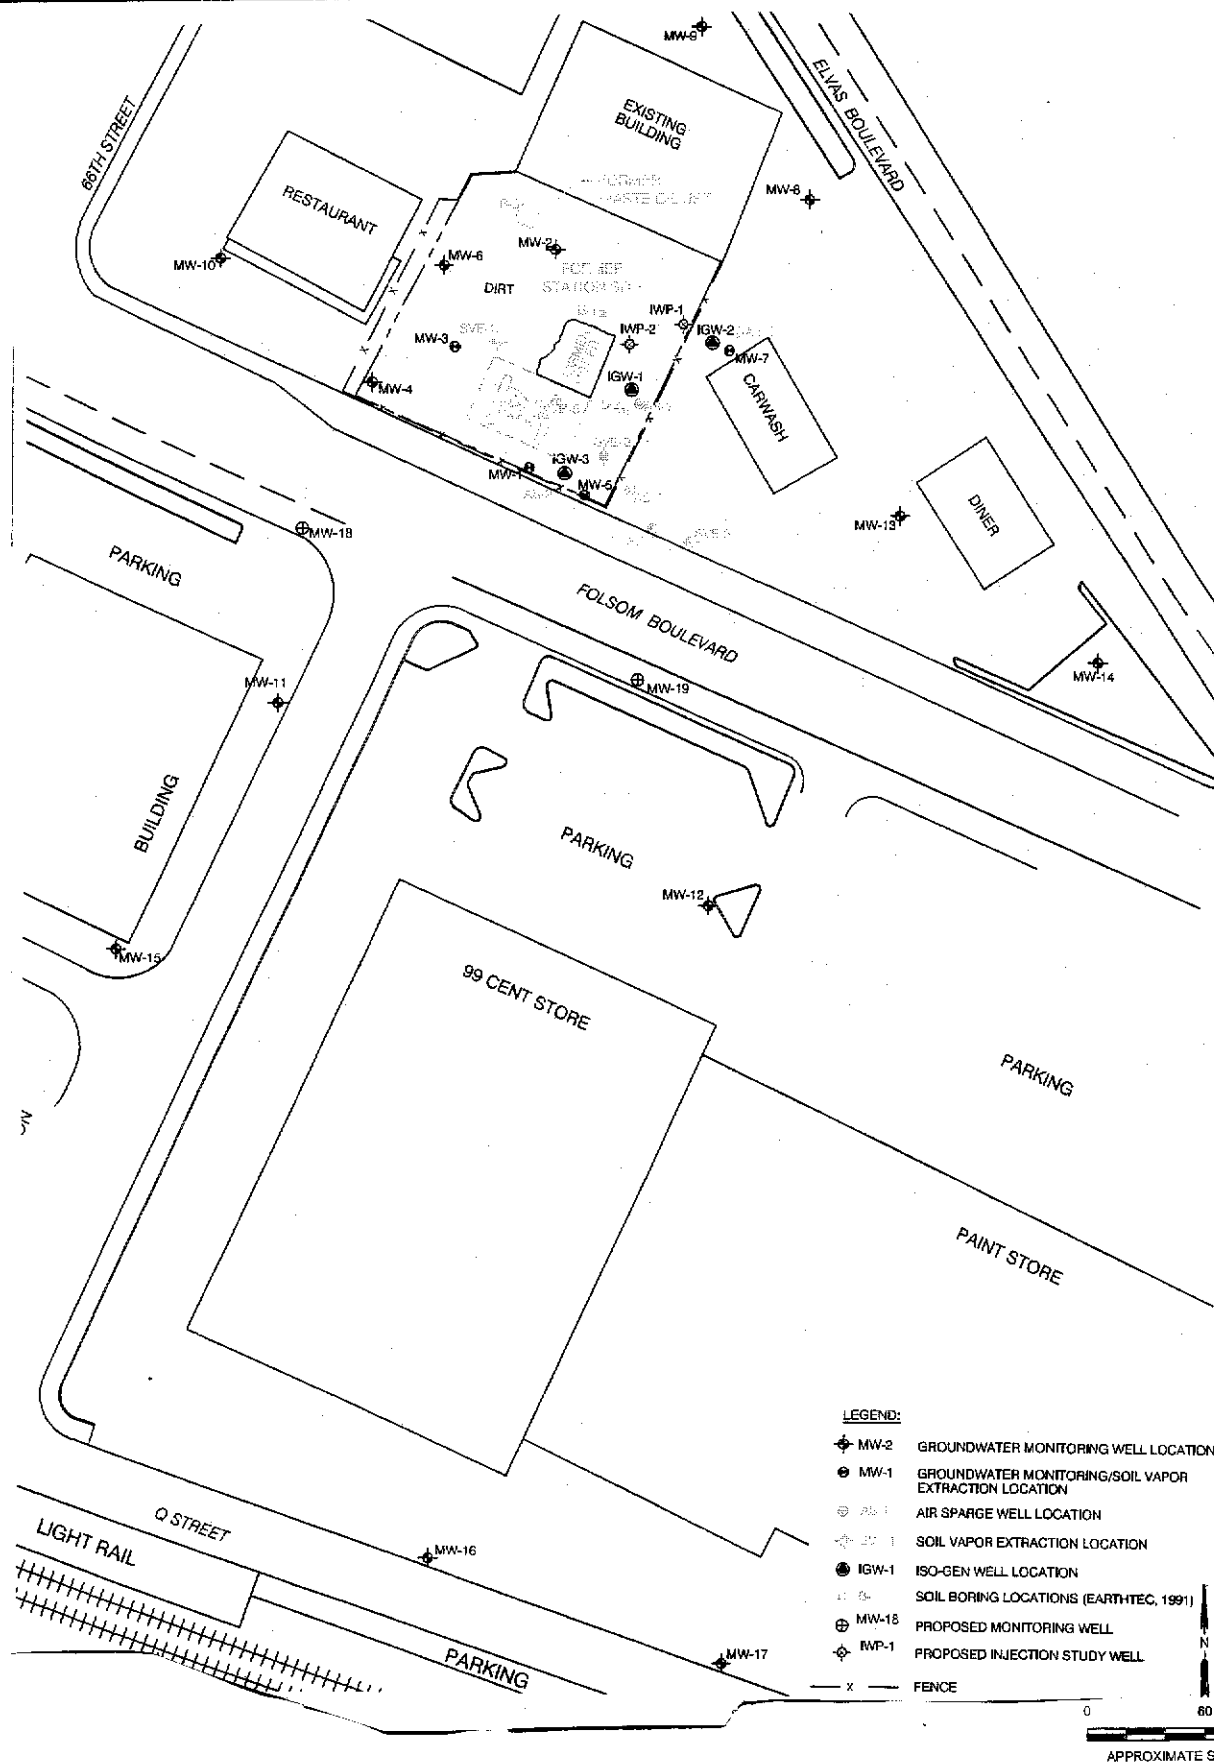 MW-9
ELVAS BOULEVARD
66TH STREET
EXISTING
BUILDING
RESTAURANT
MW-8
MW-10
MW-6
MW-2
DIRT
IWP-1
IWP-2
IGW-2
MW-7
MW-3
MW-4
IGW-1
CARWASH
MW-1
IGW-3
MW-5
MW-13
DINER
MW-18
PARKING
FOLSOM BOULEVARD
MW-14
MW-11
MW-19
BUILDING
PARKING
MW-12
MW-15
99 CENT STORE
PARKING
PAINT STORE
Q STREET
LIGHT RAIL
MW-16
PARKING
MW-17
LEGEND:
MW-2 GROUNDWATER MONITORING WELL LOCATION
MW-1 GROUNDWATER MONITORING/SOIL VAPOR
EXTRACTION LOCATION
AIR SPARGE WELL LOCATION
SOIL VAPOR EXTRACTION LOCATION
IGW-1 ISO-GEN WELL LOCATION
SOIL BORING LOCATIONS (EARTHTEC, 1991)
MW-18 PROPOSED MONITORING WELL
IWP-1 PROPOSED INJECTION STUDY WELL
x FENCE
N
0 60
APPROXIMATE S